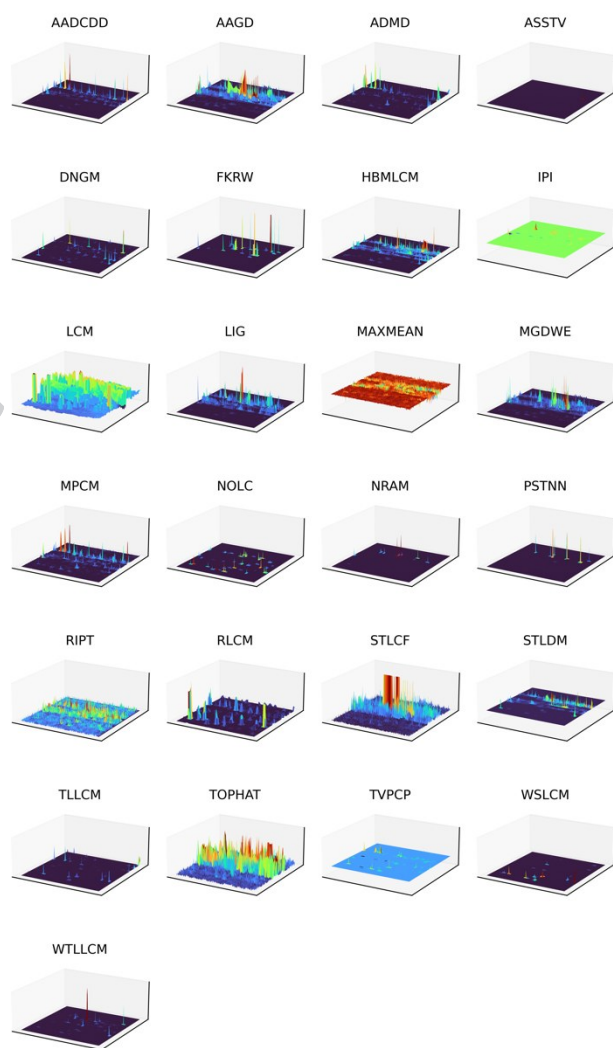 AADCDD AAGD ADMD ASSTV
DNGM FKRW HBMLCM IPI
LCM LIG MAXMEAN MGDWE
MPCM NOLC NRAM PSTNN
RIPT RLCM STLCF STLDM
TLLCM TOPHAT TVPCP WSLCM
WTLLCM